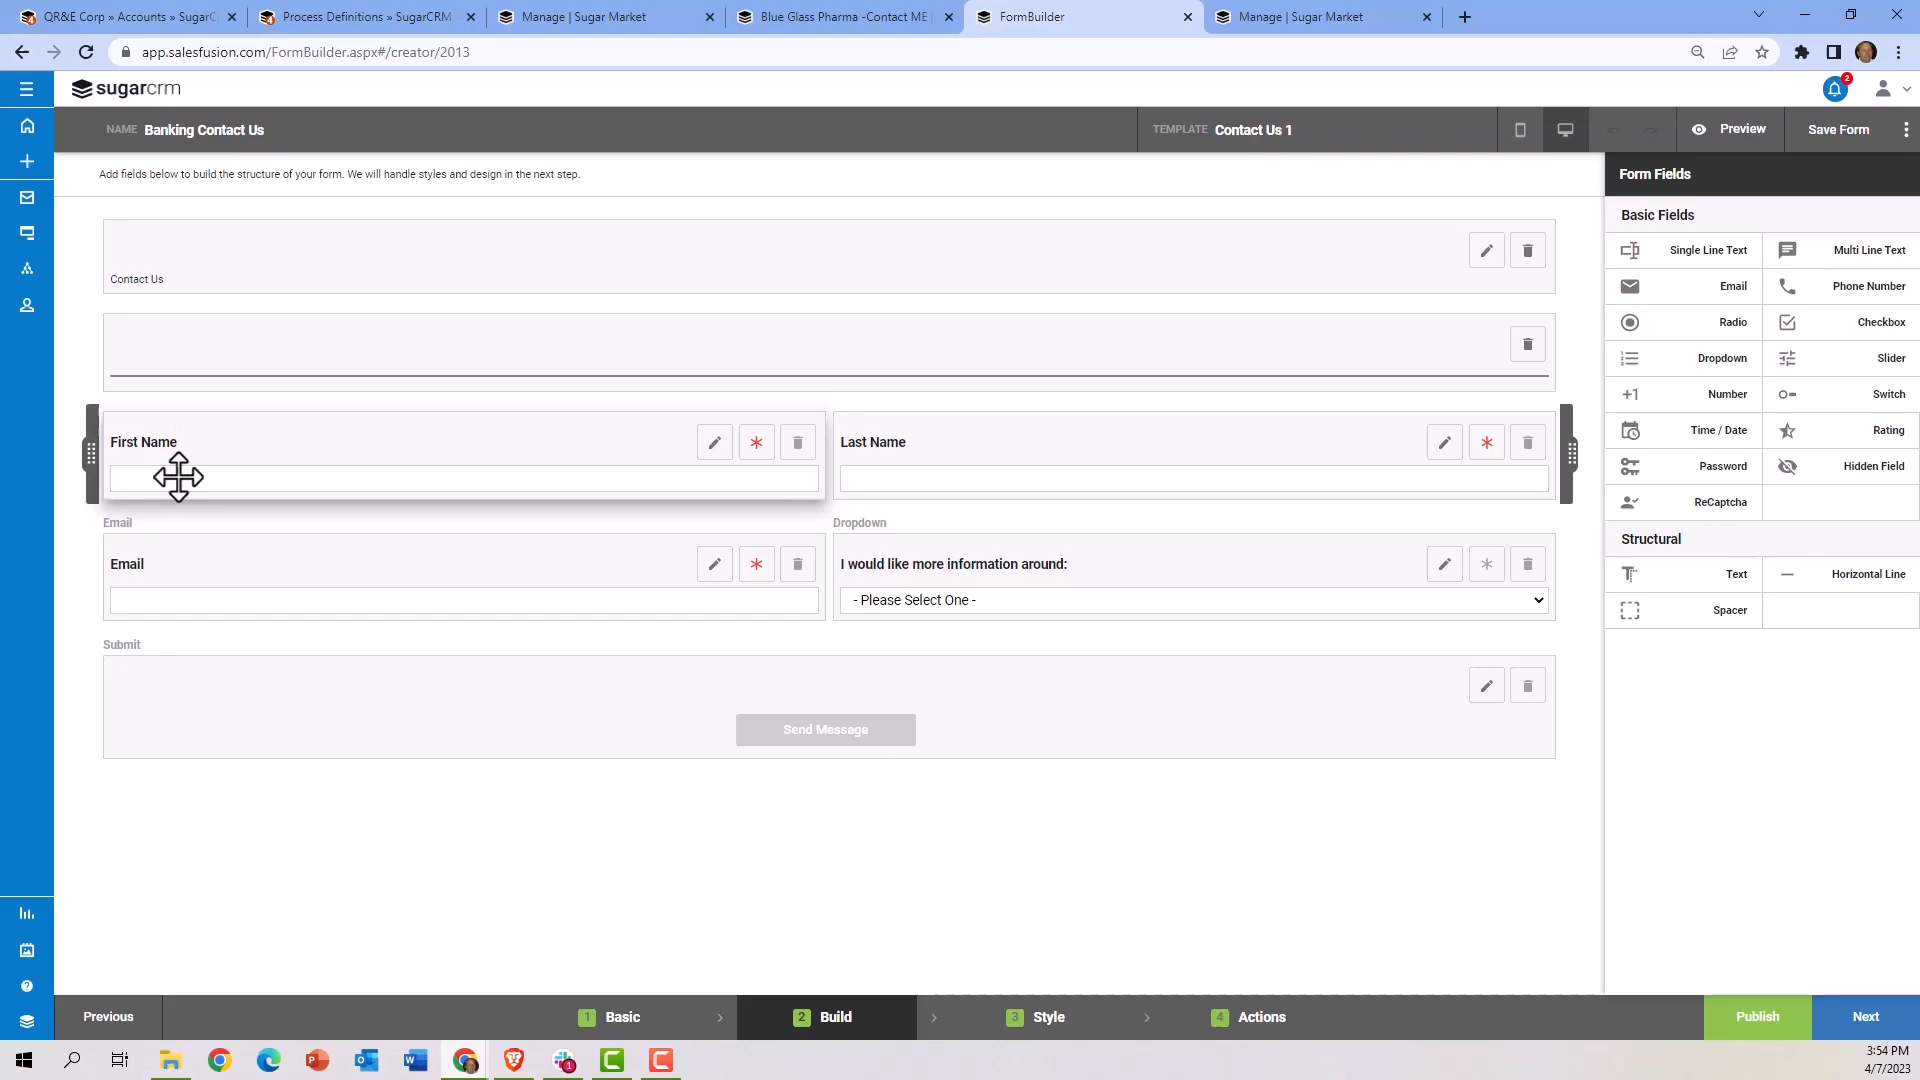 QR&E Corp » Accounts » SugarC
Process Definitions » SugarCRM
Manage | Sugar Market
Blue Glass Pharma -Contact ME |
FormBuilder
Manage | Sugar Market
app.salesfusion.com/FormBuilder.aspx#/creator/2013
sugarcrm
2
NAME Banking Contact Us
TEMPLATE Contact Us 1
Preview
Save Form
Add fields below to build the structure of your form. We will handle styles and design in the next step.
Form Fields
Basic Fields
Single Line Text
Multi Line Text
Email
Phone Number
Radio
Checkbox
Dropdown
Slider
+1 Number
Switch
Time / Date
Rating
Password
Hidden Field
ReCaptcha
Structural
Text
Horizontal Line
Spacer
Contact Us
First Name
Last Name
Email
Dropdown
Email
I would like more information around:
- Please Select One -
Submit
Send Message
Previous
1 Basic
2 Build
3 Style
4 Actions
Publish
Next
1
3:54 PM
4/7/2023